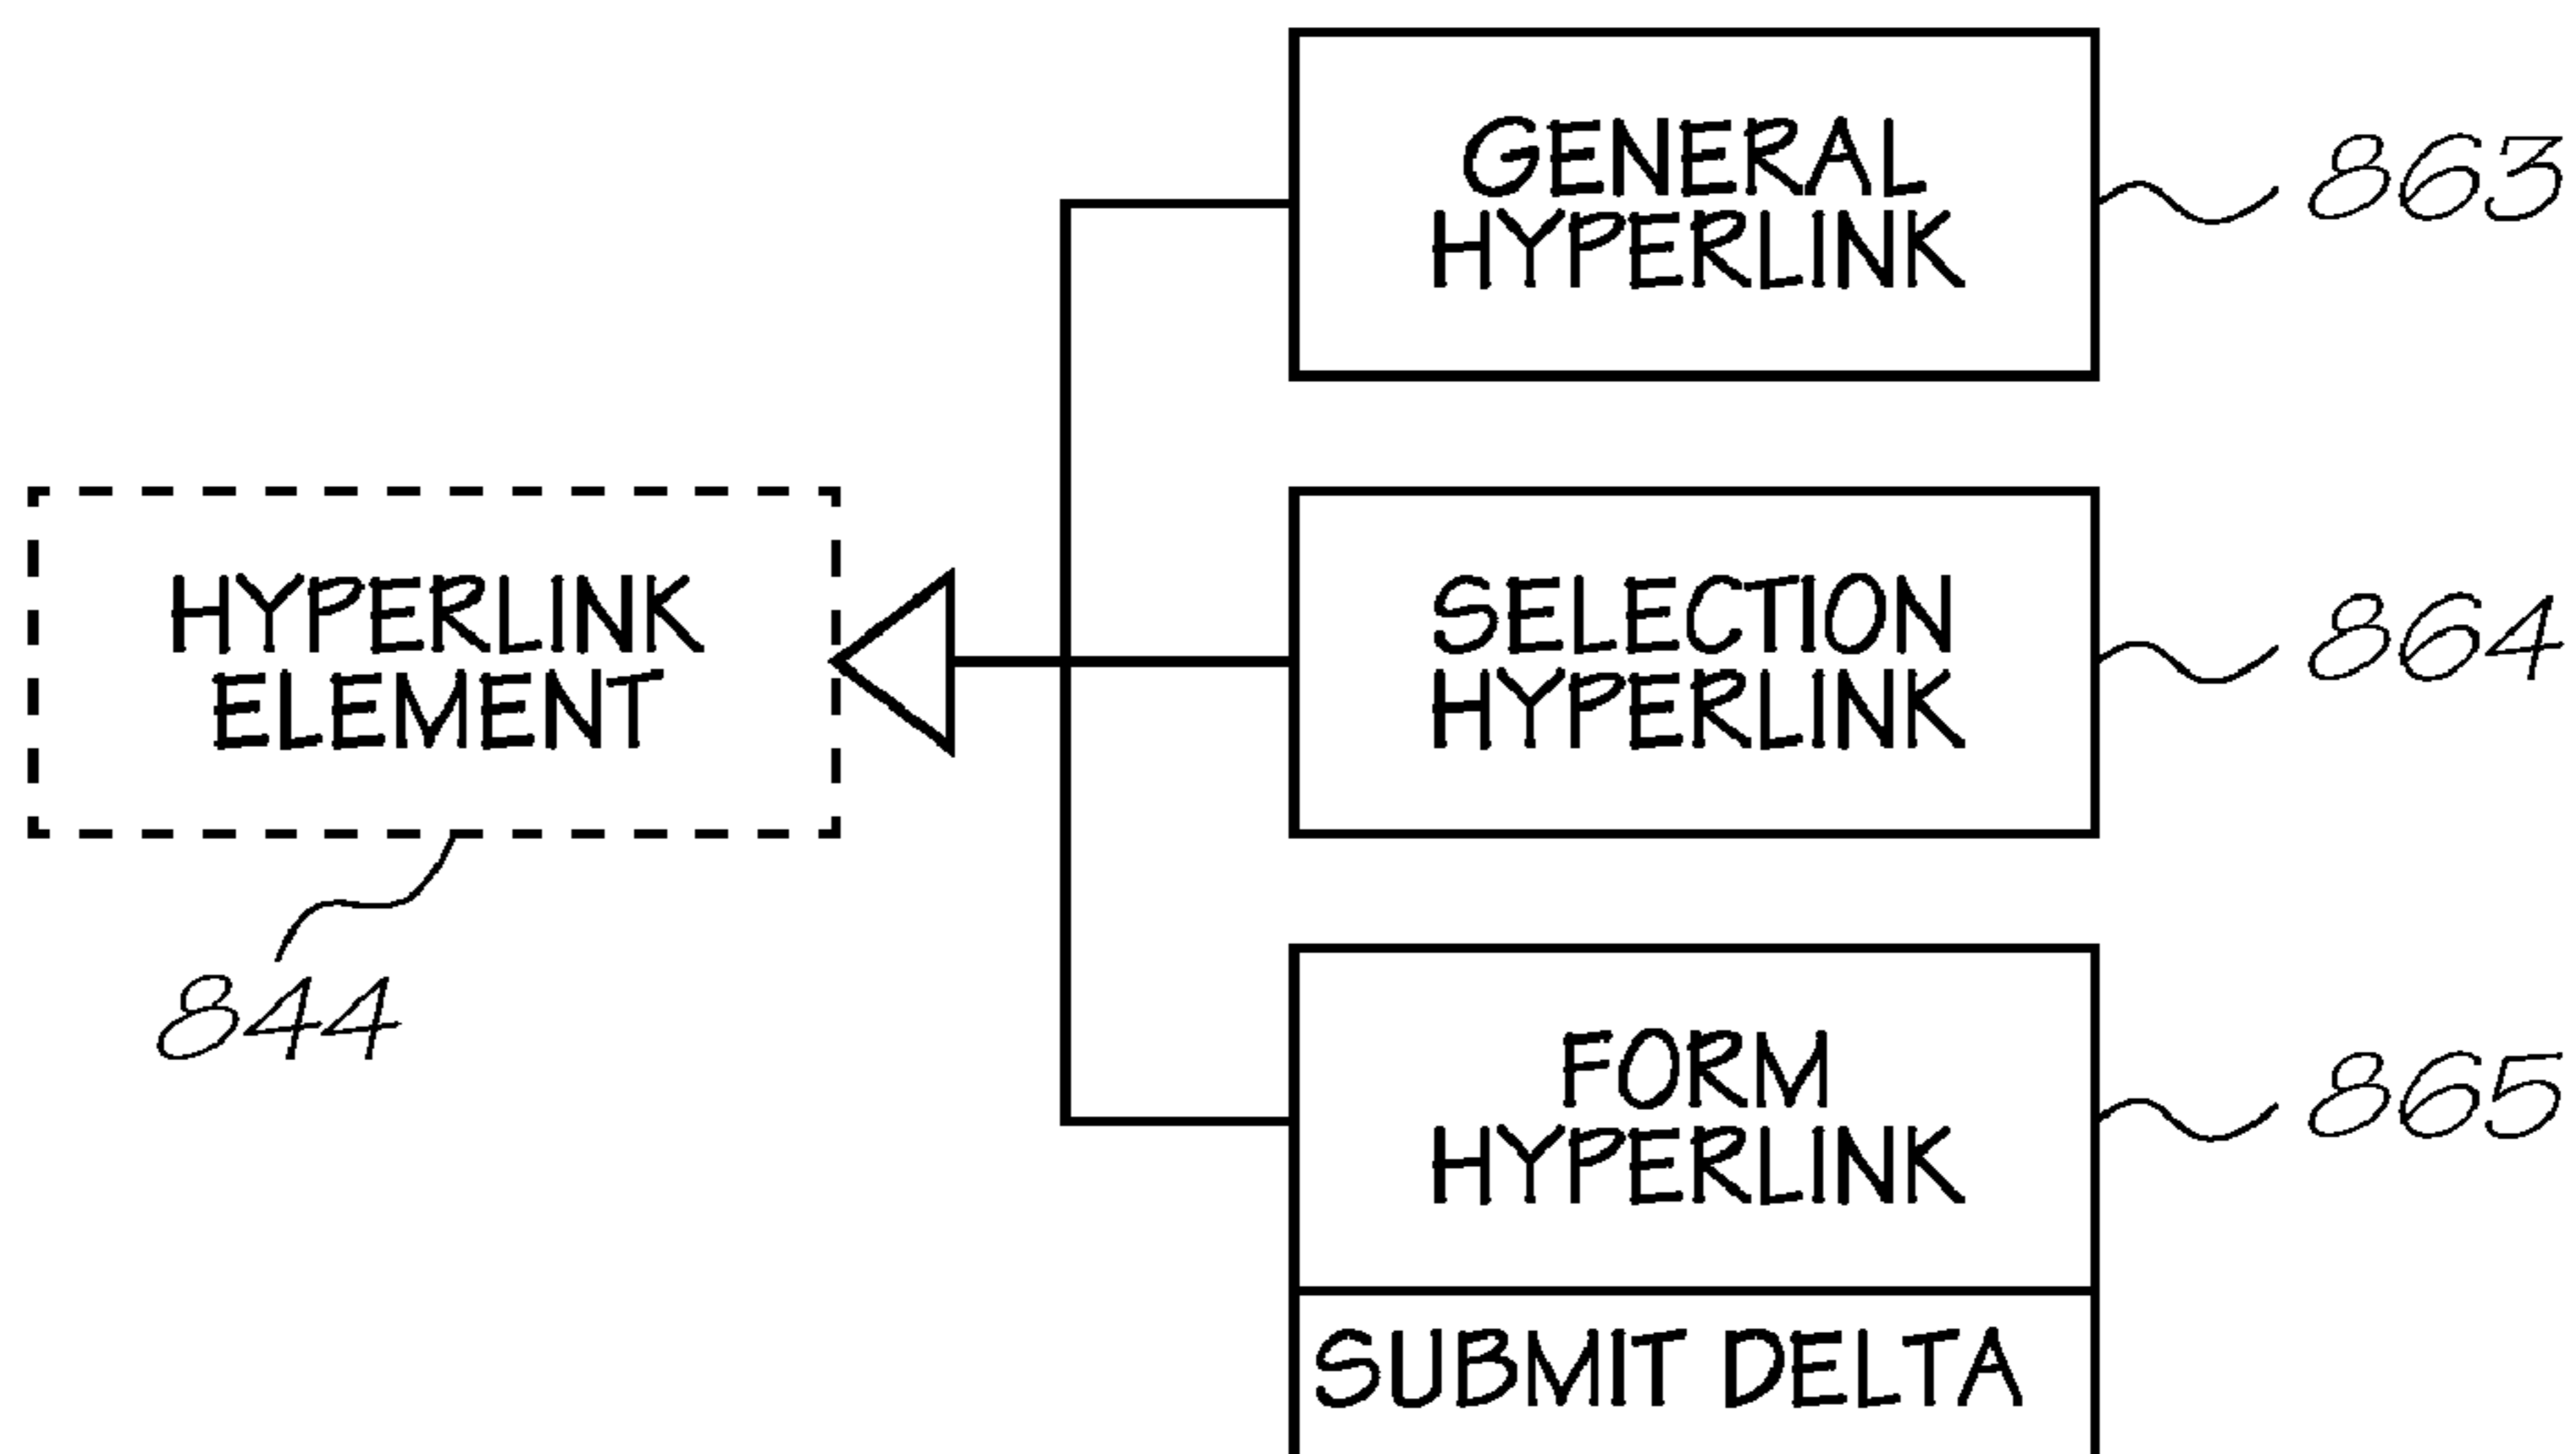 GENERAL
HYPERLINK
863
HYPERLINK
ELEMENT
844
SELECTION
HYPERLINK
864
FORM
HYPERLINK
865
SUBMIT DELTA